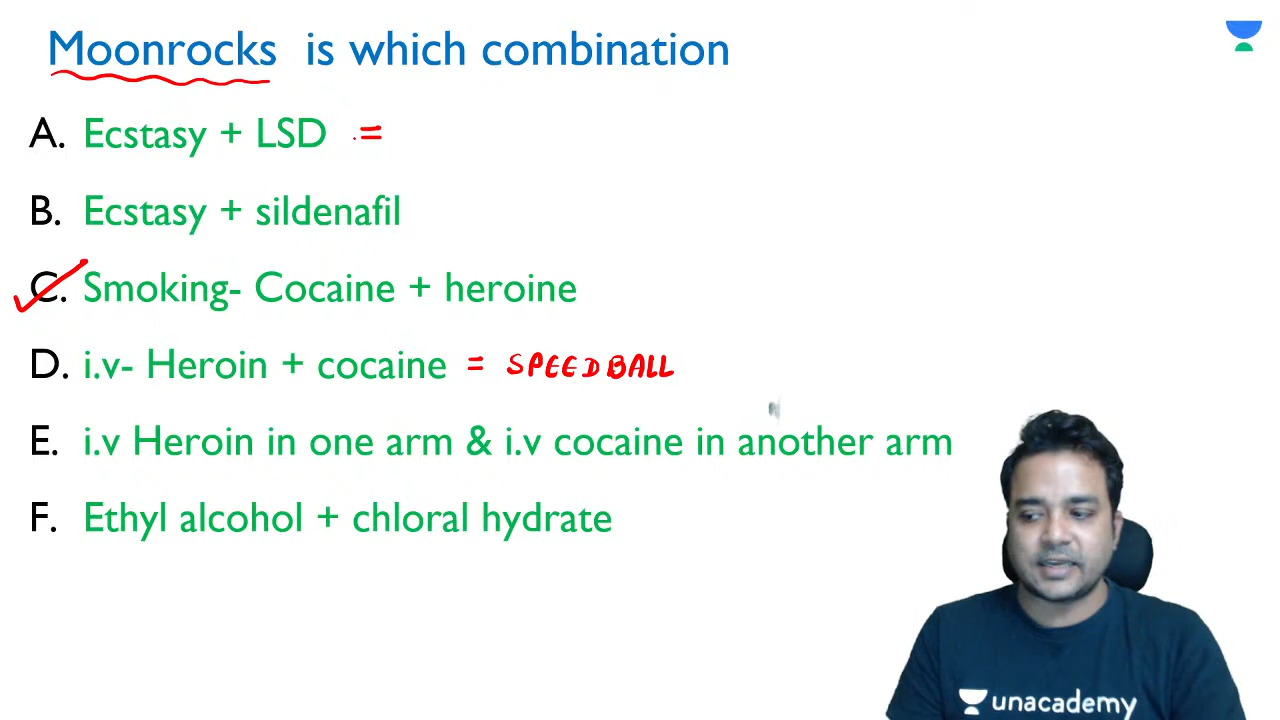 Moonrocks is which combination
A. Ecstasy + LSD =
B. Ecstasy + sildenafil
C. Smoking- Cocaine + heroine
D. i.v- Heroin + cocaine = SPEEDBALL
E. i.v Heroin in one arm & i.v cocaine in another arm
F. Ethyl alcohol + chloral hydrate
unacademy